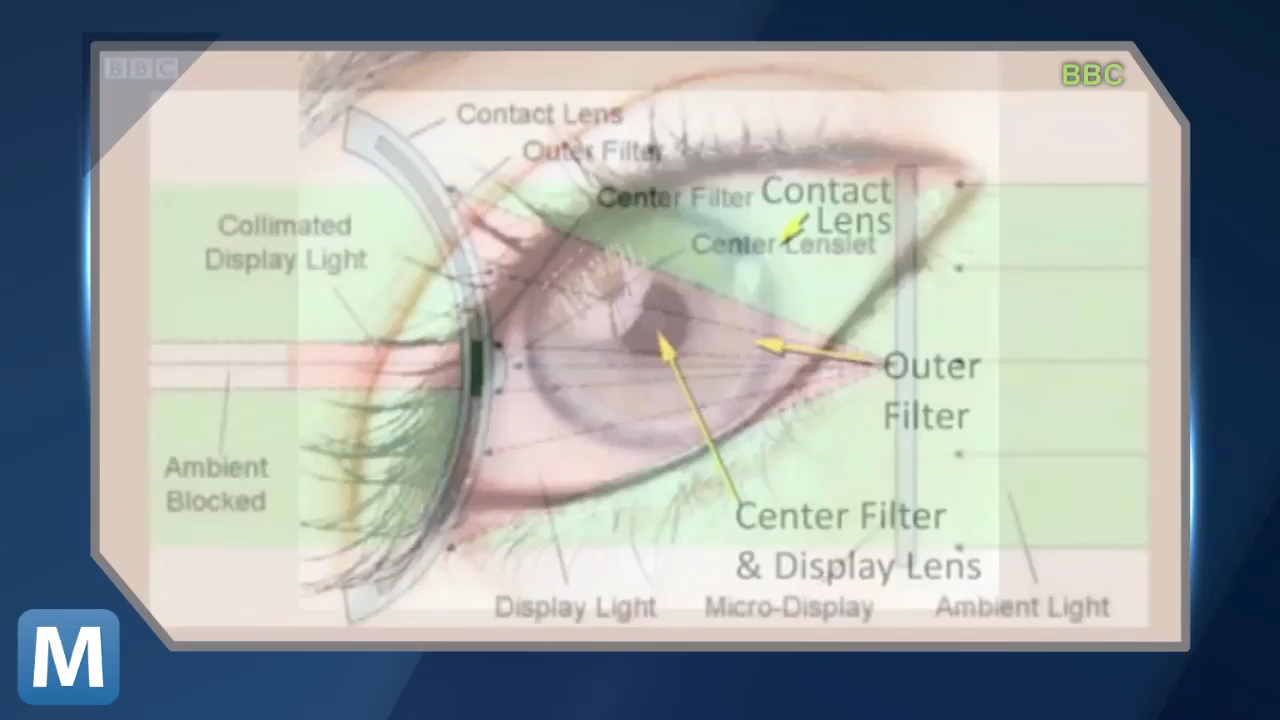 BBC
BBC
Contact Lens
Outer Filter
Center Filter
Contact
Lens
Center Lenslet
Collimated
Display Light
Outer
Filter
Ambient
Blocked
Center Filter
& Display Lens
Display Light
Micro-Display
Ambient Light
M